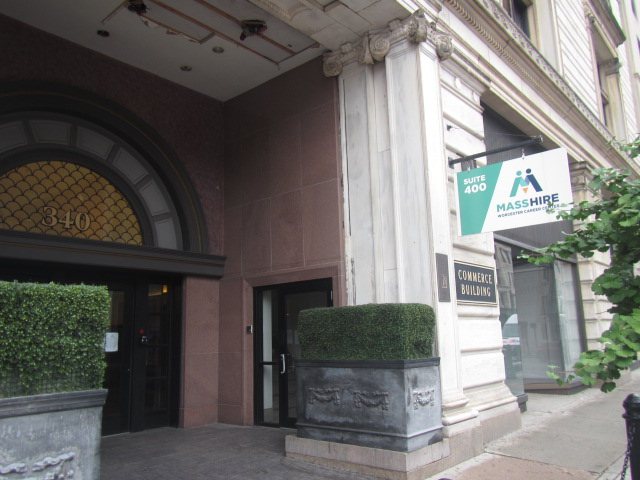 340
SUITE
400
MASSHIRE
WORCESTER CAREER CENTER
COMMERCE
BUILDING